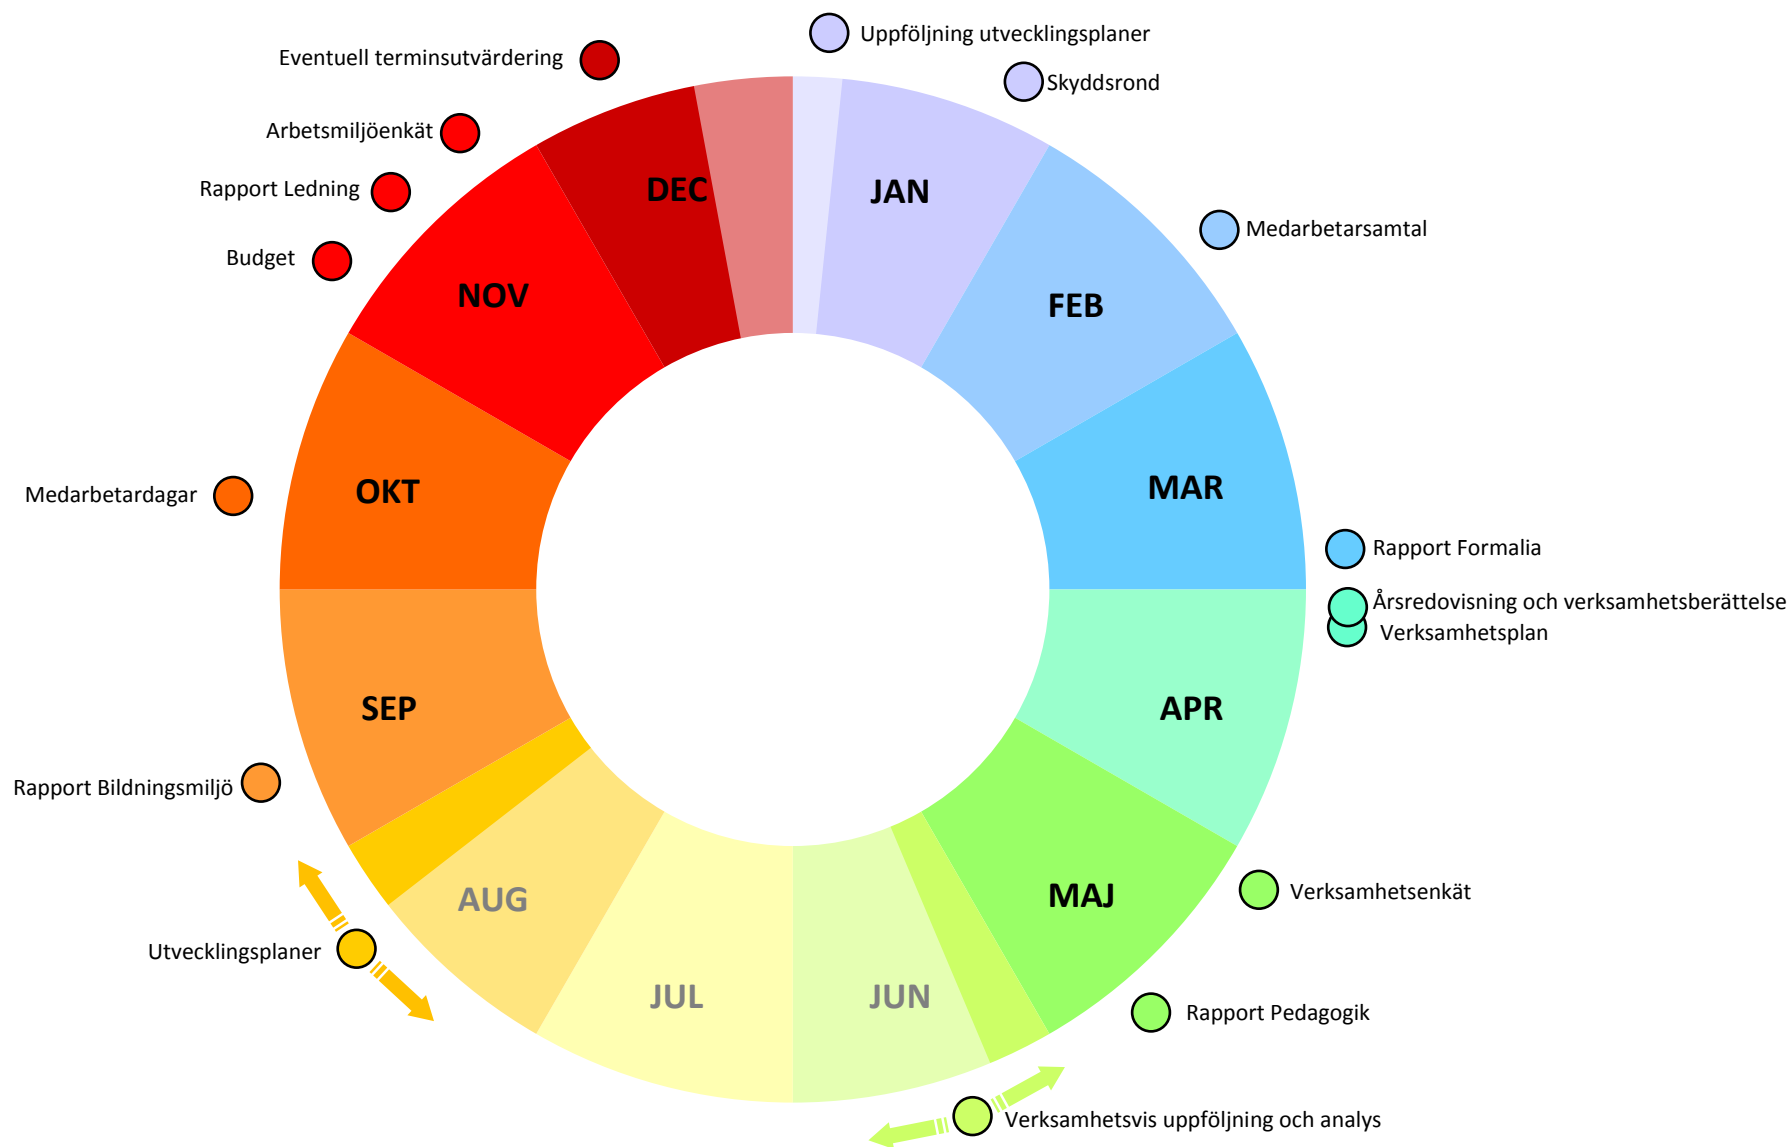 Uppföljning utvecklingsplaner
Eventuell terminsutvärdering
Skyddsrond
Arbetsmiljöenkät
Rapport Ledning
DEC
JAN
Medarbetarsamtal
Budget
NOV
FEB
Medarbetardagar
OKT
MAR
Rapport Formalia
Årsredovisning och verksamhetsberättelse
Verksamhetsplan
SEP
APR
Rapport Bildningsmiljö
AUG
MAJ
Verksamhetsenkät
Utvecklingsplaner
JUL
JUN
Rapport Pedagogik
Verksamhetsvis uppföljning och analys